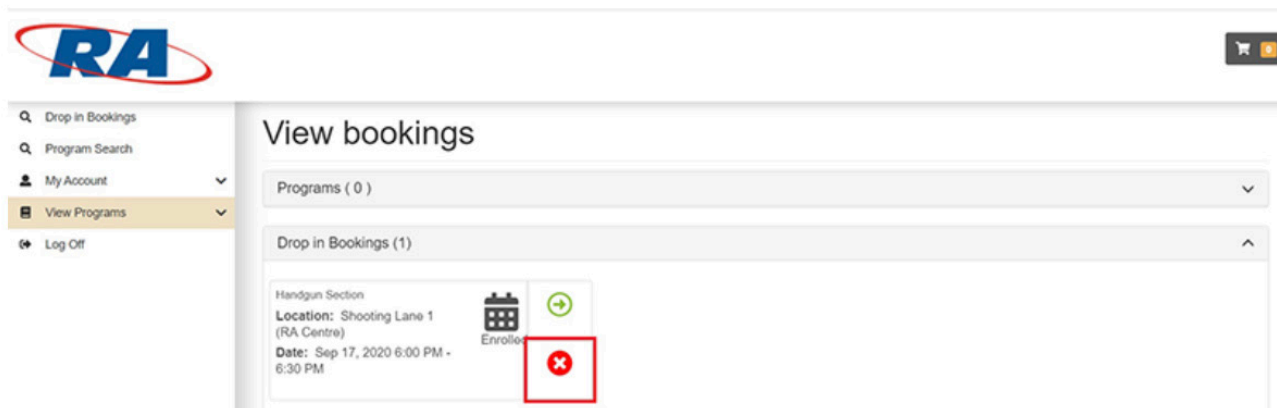 RA
0
Drop in Bookings
Program Search
My Account
View Programs
Log Off
View bookings
Programs ( 0 )
Drop in Bookings (1)
Handgun Section
Location: Shooting Lane 1
(RA Centre)
Date: Sep 17, 2020 6:00 PM -
6:30 PM
Enrolled